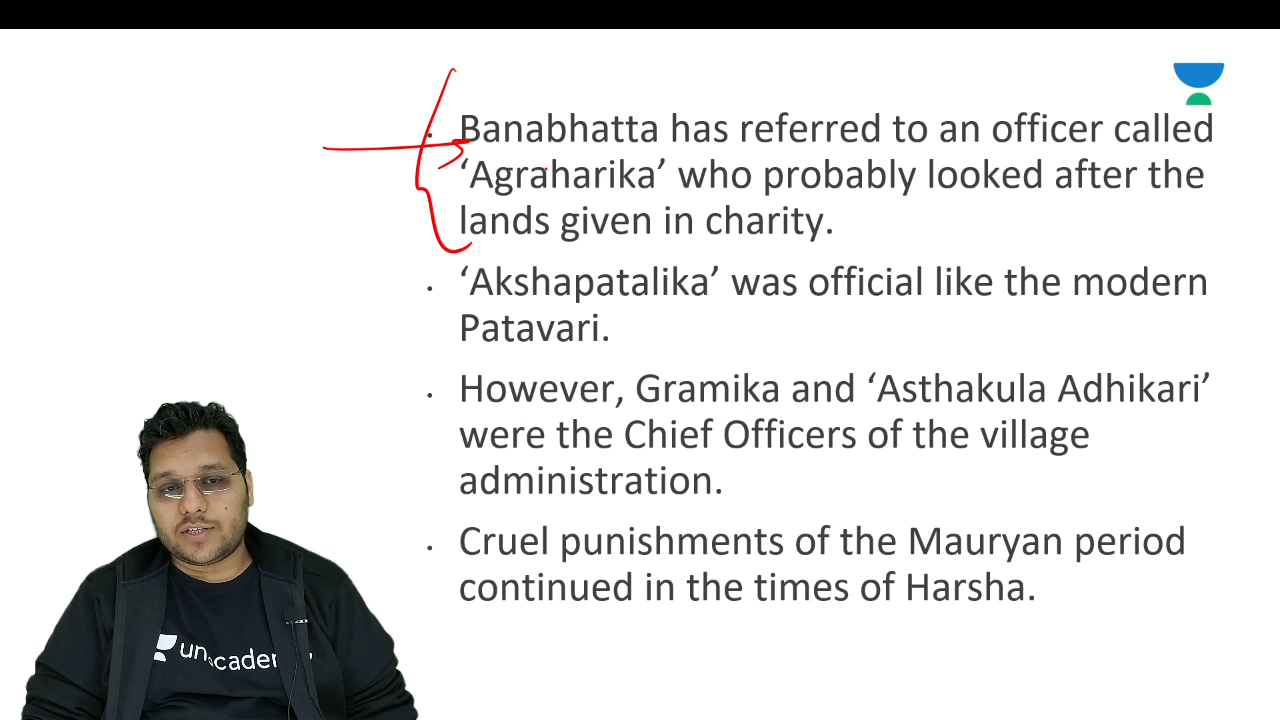 Banabhatta has referred to an officer called
‘Agraharika’ who probably looked after the
lands given in charity.
‘Akshapatalika’ was official like the modern
Patavari.
However, Gramika and ‘Asthakula Adhikari’
were the Chief Officers of the village
administration.
Cruel punishments of the Mauryan period
continued in the times of Harsha.